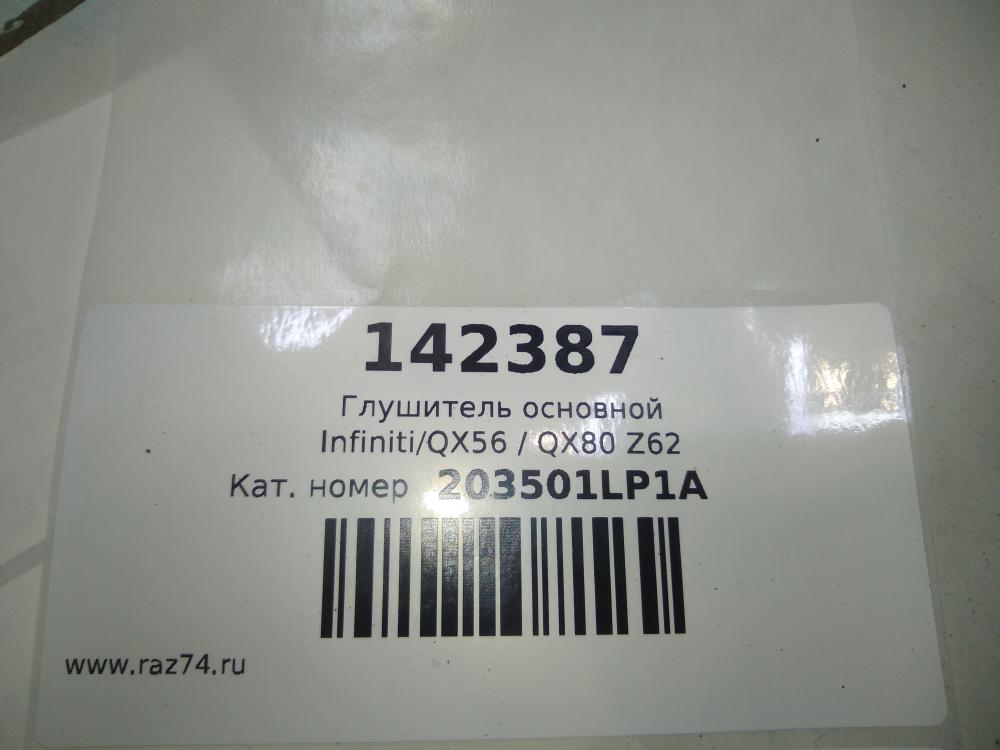 142387
Глушитель основной
Infiniti/QX56 / QX80 Z62
Кат. номер 203501LP1A
www.raz74.ru